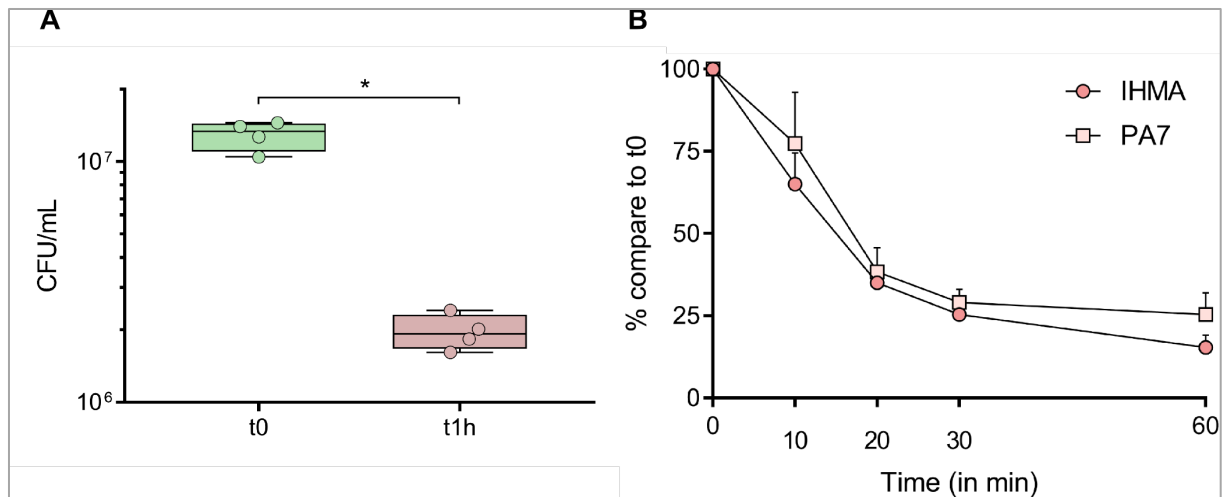 A
*
10⁷
10⁶
CFU/mL
t0
t1h
B
100
75
50
25
0
% compare to t0
IHMA
PA7
0
10
20
30
60
Time (in min)